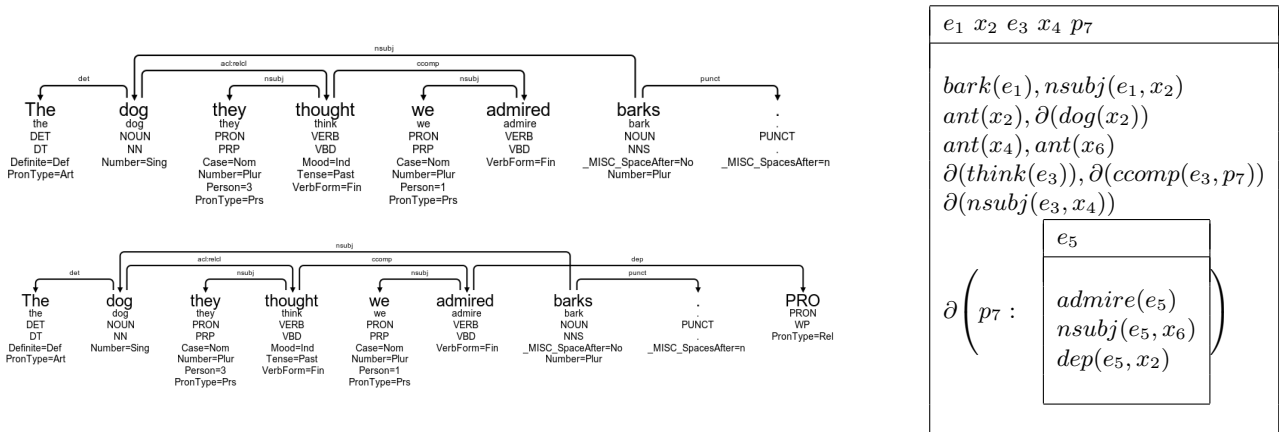 nsubj
acl:relcl ccomp
det nsubj nsubj punct
The dog they thought we admired barks .
the dog they think we admire bark .
DET NOUN PRON VERB PRON VERB NOUN PUNCT
DT NN PRP VBD PRP VBD NNS .
Definite=Def Number=Sing Case=Nom Mood=Ind Case=Nom VerbForm=Fin _MISC_SpaceAfter=No _MISC_SpacesAfter=n
PronType=Art Number=Plur Tense=Past Number=Plur Number=Plur
Person=3 VerbForm=Fin Person=1
PronType=Prs PronType=Prs
nsubj
acl:relcl ccomp dep
det nsubj nsubj punct
The dog they thought we admired barks . PRO
the dog they think we admire bark . PRON
DET NOUN PRON VERB PRON VERB NOUN PUNCT WP
DT NN PRP VBD PRP VBD NNS . PronType=Rel
Definite=Def Number=Sing Case=Nom Mood=Ind Case=Nom VerbForm=Fin _MISC_SpaceAfter=No _MISC_SpacesAfter=n
PronType=Art Number=Plur Tense=Past Number=Plur Number=Plur
Person=3 VerbForm=Fin Person=1
PronType=Prs PronType=Prs
e₁ x₂ e₃ x₄ p₇
bark(e₁), nsubj(e₁, x₂)
ant(x₂), ∂(dog(x₂))
ant(x₄), ant(x₆)
∂(think(e₃)), ∂(ccomp(e₃, p₇))
∂(nsubj(e₃, x₄))
e₅
∂(p₇ : admire(e₅)
nsubj(e₅, x₆)
dep(e₅, x₂))